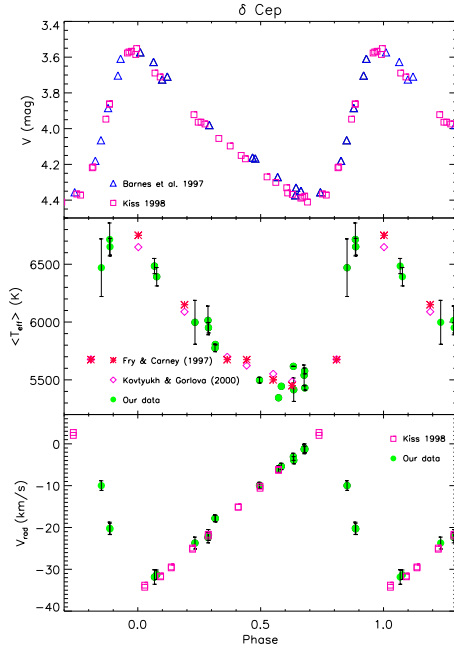 δ Cep
3.4
3.6
3.8
4.0
4.2
4.4
V (mag)
Barnes et al. 1997
Kiss 1998
6500
6000
5500
<Teff> (K)
Fry & Carney (1997)
Kovtyukh & Gorlova (2000)
Our data
0
−10
−20
−30
−40
Vrad (km/s)
Kiss 1998
Our data
0.0 0.5 1.0
Phase